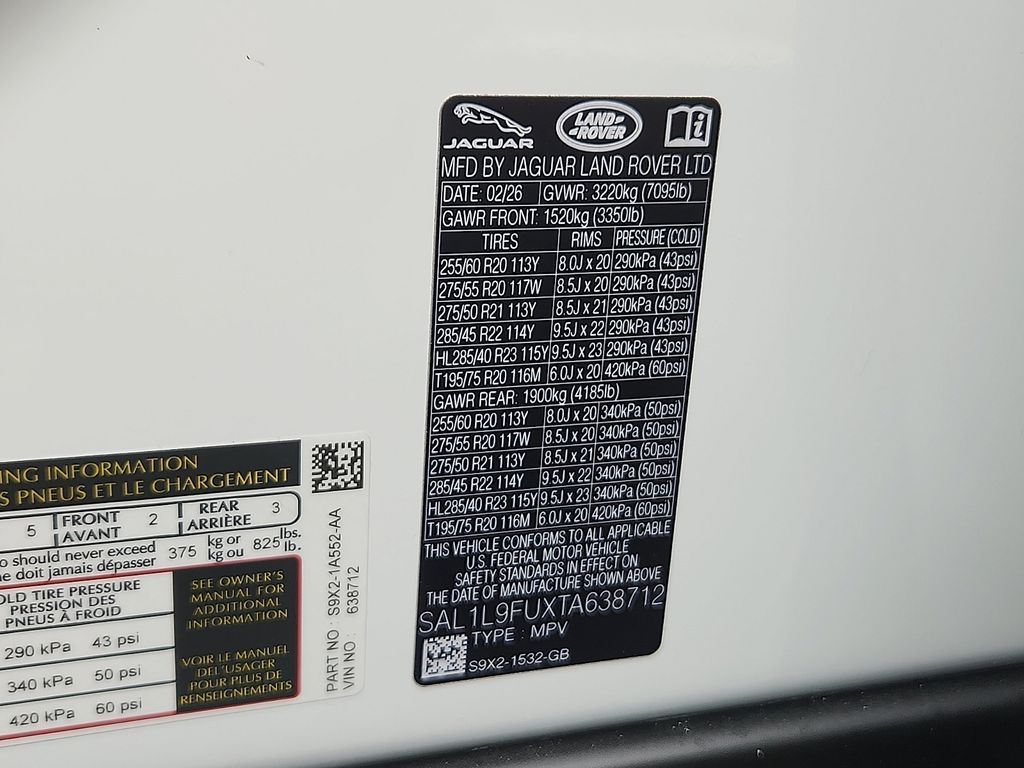 JAGUAR
LAND ROVER
i
MFD BY JAGUAR LAND ROVER LTD
DATE: 02/26 GVWR: 3220kg (7095lb)
GAWR FRONT: 1520kg (3350lb)
TIRES RIMS PRESSURE (COLD)
255/60 R20 113Y 8.0J x 20 290kPa (43psi)
275/55 R20 117W 8.5J x 20 290kPa (43psi)
275/50 R21 113Y 8.5J x 21 290kPa (43psi)
285/45 R22 114Y 9.5J x 22 290kPa (43psi)
HL285/40 R23 115Y 9.5J x 23 290kPa (43psi)
T195/75 R20 116M 6.0J x 20 420kPa (60psi)
GAWR REAR: 1900kg (4185lb)
255/60 R20 113Y 8.0J x 20 340kPa (50psi)
275/55 R20 117W 8.5J x 20 340kPa (50psi)
275/50 R21 113Y 8.5J x 21 340kPa (50psi)
285/45 R22 114Y 9.5J x 22 340kPa (50psi)
HL285/40 R23 115Y 9.5J x 23 340kPa (50psi)
T195/75 R20 116M 6.0J x 20 420kPa (60psi)
THIS VEHICLE CONFORMS TO ALL APPLICABLE
U.S. FEDERAL MOTOR VEHICLE
SAFETY STANDARDS IN EFFECT ON
THE DATE OF MANUFACTURE SHOWN ABOVE
SAL1L9FUXTA638712
TYPE : MPV
S9X2-1532-GB
ING INFORMATION
S PNEUS ET LE CHARGEMENT
5 FRONT AVANT 2 REAR ARRIÈRE 3
o should never exceed 375 kg or 825 lbs.
ne doit jamais dépasser kg ou lb.
OLD TIRE PRESSURE
PRESSION DES
PNEUS À FROID
290 kPa 43 psi
340 kPa 50 psi
420 kPa 60 psi
SEE OWNER'S
MANUAL FOR
ADDITIONAL
INFORMATION
VOIR LE MANUEL
DE L'USAGER
POUR PLUS DE
RENSEIGNEMENTS
PART NO : S9X2-1A552-AA
VIN NO : 638712